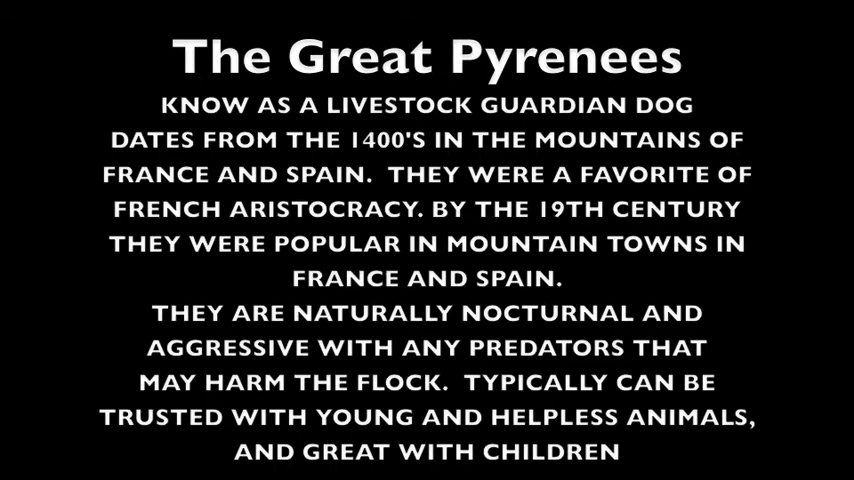 The Great Pyrenees
KNOW AS A LIVESTOCK GUARDIAN DOG
DATES FROM THE 1400'S IN THE MOUNTAINS OF
FRANCE AND SPAIN.  THEY WERE A FAVORITE OF
FRENCH ARISTOCRACY. BY THE 19TH CENTURY
THEY WERE POPULAR IN MOUNTAIN TOWNS IN
FRANCE AND SPAIN.
THEY ARE NATURALLY NOCTURNAL AND
AGGRESSIVE WITH ANY PREDATORS THAT
MAY HARM THE FLOCK.  TYPICALLY CAN BE
TRUSTED WITH YOUNG AND HELPLESS ANIMALS,
AND GREAT WITH CHILDREN